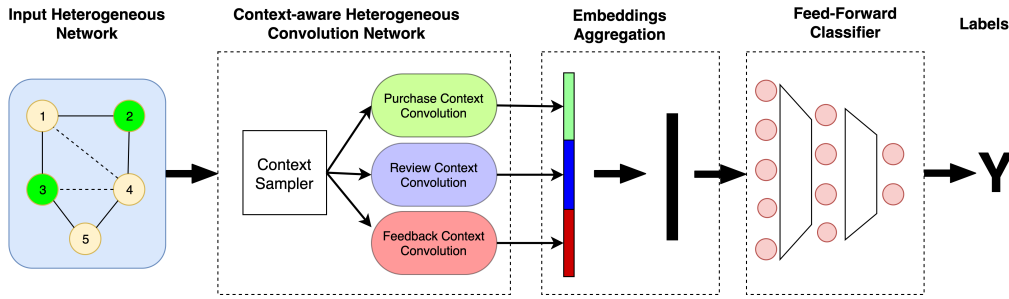 Input Heterogeneous
Network
Context-aware Heterogeneous
Convolution Network
Embeddings
Aggregation
Feed-Forward
Classifier
Labels
1
2
3
4
5
Context
Sampler
Purchase Context
Convolution
Review Context
Convolution
Feedback Context
Convolution
Y